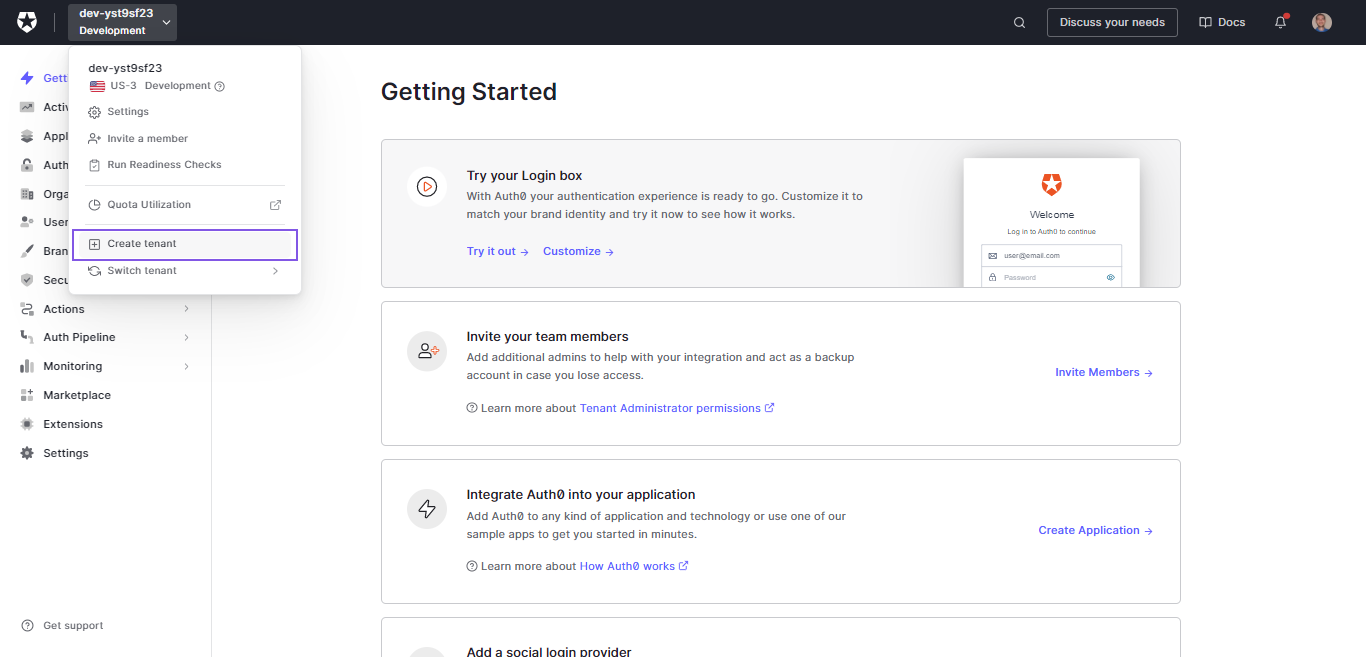 dev-yst9sf23
Development
Discuss your needs
Docs
dev-yst9sf23
US-3 Development
Settings
Invite a member
Run Readiness Checks
Quota Utilization
Create tenant
Switch tenant
Gett
Activ
Appl
Auth
Orga
User
Bran
Secu
Actions
Auth Pipeline
Monitoring
Marketplace
Extensions
Settings
Get support
Getting Started
Try your Login box
With Auth0 your authentication experience is ready to go. Customize it to
match your brand identity and try it now to see how it works.
Try it out → Customize →
Welcome
Log in to Auth0 to continue
user@email.com
Password
Invite your team members
Add additional admins to help with your integration and act as a backup
account in case you lose access.
Learn more about Tenant Administrator permissions
Invite Members →
Integrate Auth0 into your application
Add Auth0 to any kind of application and technology or use one of our
sample apps to get you started in minutes.
Learn more about How Auth0 works
Create Application →
Add a social login provider